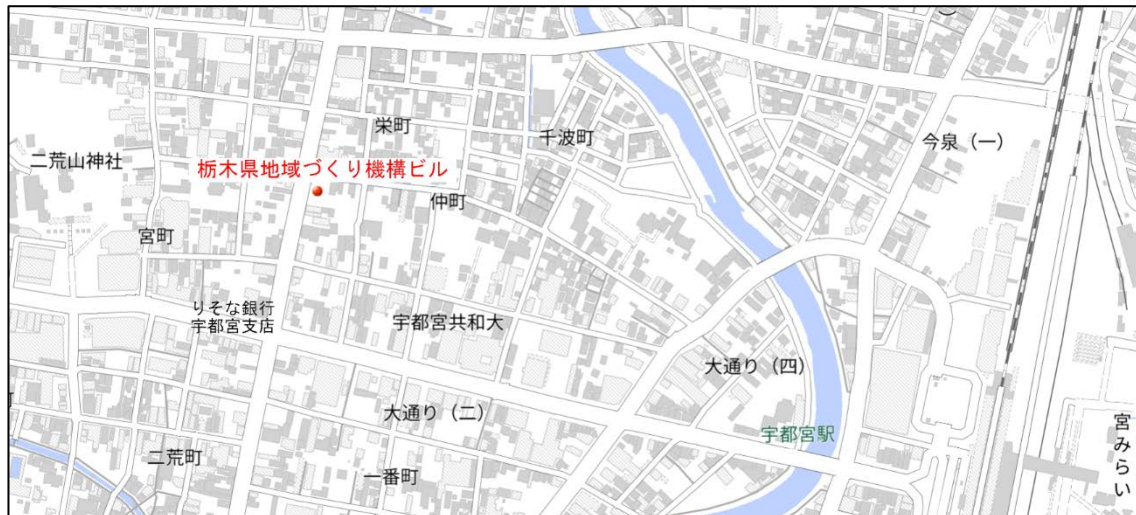 栄町
千波町
今泉（一）
二荒山神社
栃木県地域づくり機構ビル
仲町
宮町
りそな銀行
宇都宮支店
宇都宮共和大
大通り（四）
大通り（二）
宇都宮駅
二荒町
一番町
宮みらい